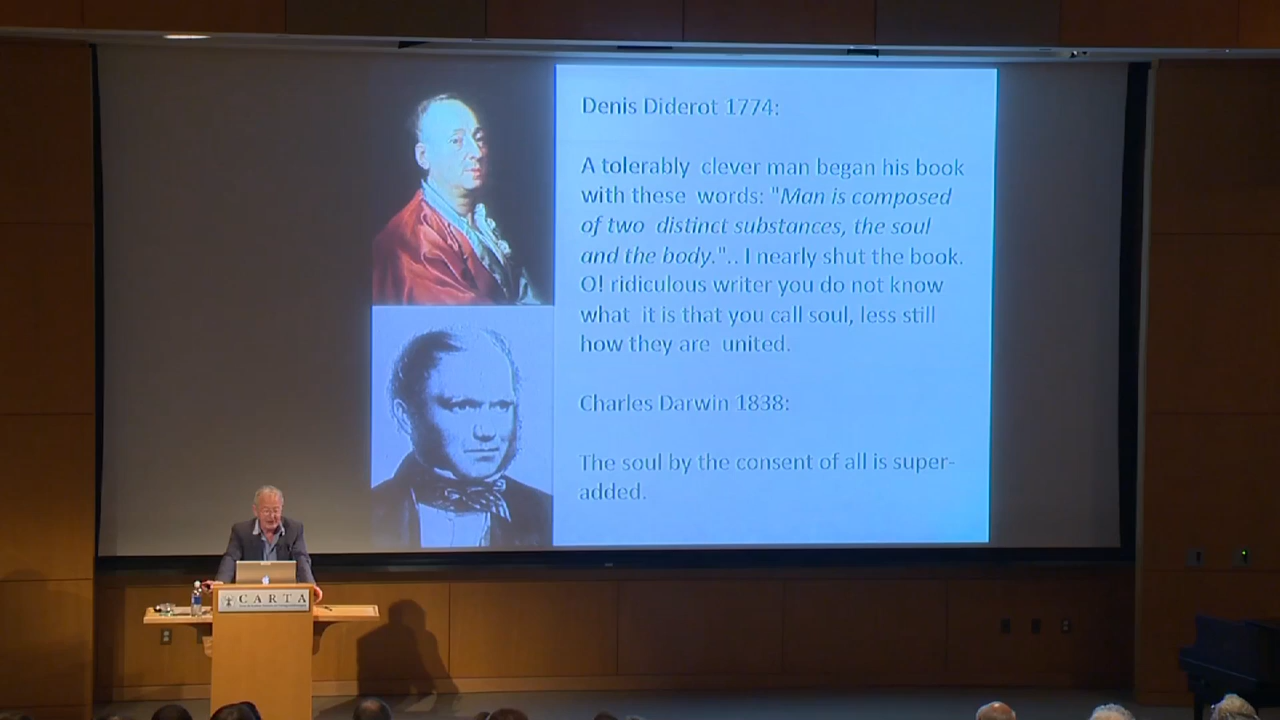 Denis Diderot 1774:
A tolerably clever man began his book
with these words: "Man is composed
of two distinct substances, the soul
and the body.".. I nearly shut the book.
O! ridiculous writer you do not know
what it is that you call soul, less still
how they are united.
Charles Darwin 1838:
The soul by the consent of all is super-
added.
CARTA